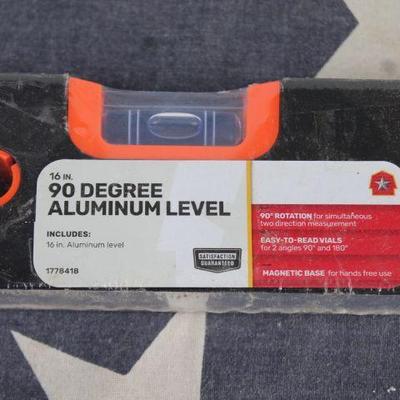 16 IN.
90 DEGREE
ALUMINUM LEVEL
INCLUDES:
16 in. Aluminum level
1778418
SATISFACTION
GUARANTEED
90° ROTATION for simultaneous
two direction measurement
EASY-TO-READ VIALS
for 2 angles 90° and 180°
MAGNETIC BASE for hands free use